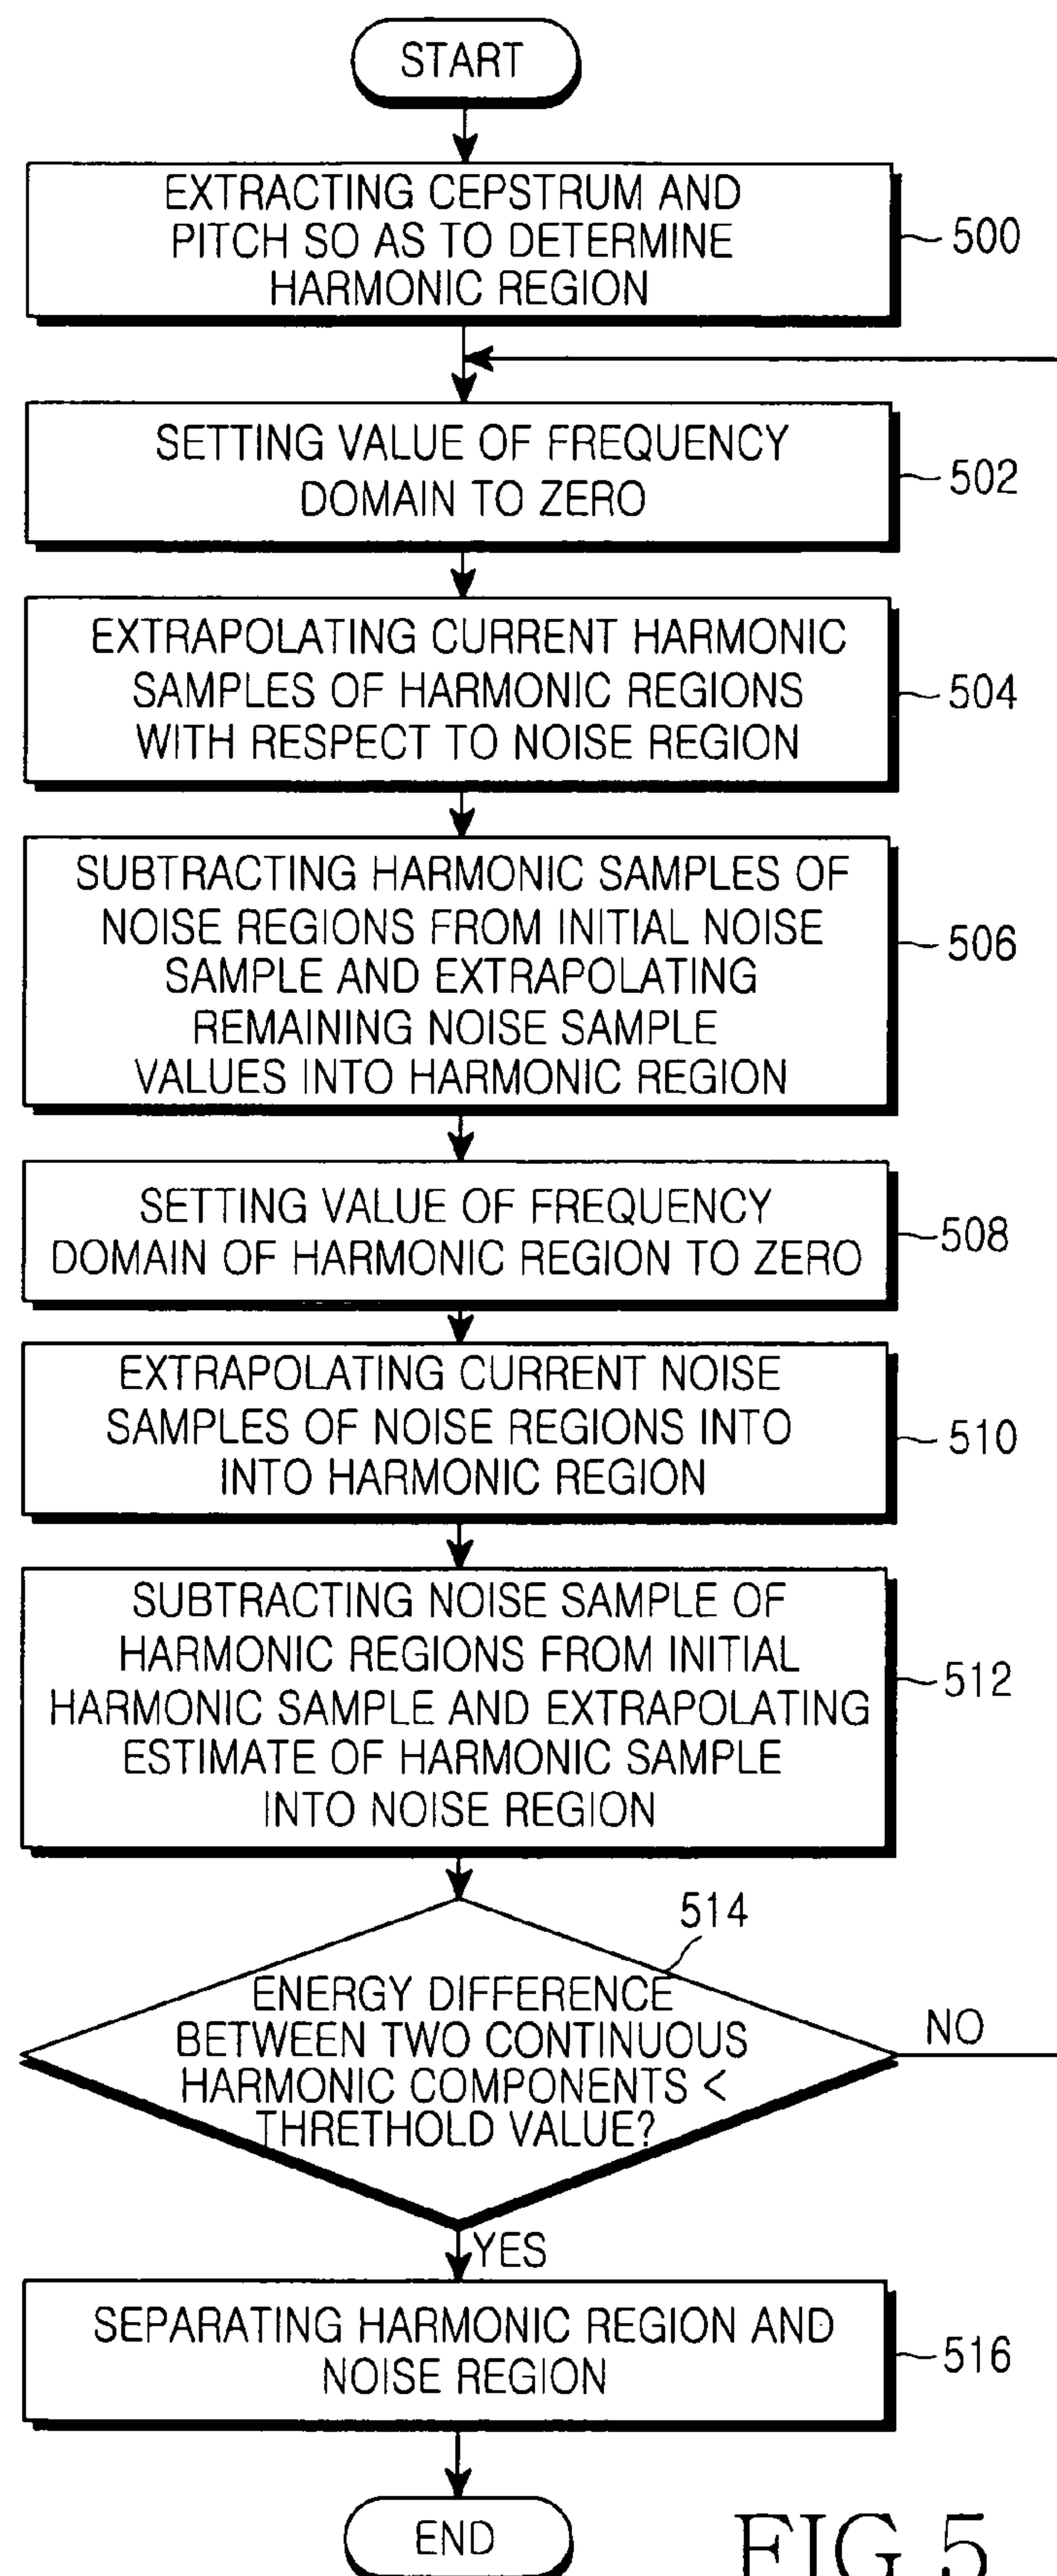 START
EXTRACTING CEPSTRUM AND
PITCH SO AS TO DETERMINE
HARMONIC REGION
500
SETTING VALUE OF FREQUENCY
DOMAIN TO ZERO
502
EXTRAPOLATING CURRENT HARMONIC
SAMPLES OF HARMONIC REGIONS
WITH RESPECT TO NOISE REGION
504
SUBTRACTING HARMONIC SAMPLES OF
NOISE REGIONS FROM INITIAL NOISE
SAMPLE AND EXTRAPOLATING
REMAINING NOISE SAMPLE
VALUES INTO HARMONIC REGION
506
SETTING VALUE OF FREQUENCY
DOMAIN OF HARMONIC REGION TO ZERO
508
EXTRAPOLATING CURRENT NOISE
SAMPLES OF NOISE REGIONS INTO
INTO HARMONIC REGION
510
SUBTRACTING NOISE SAMPLE OF
HARMONIC REGIONS FROM INITIAL
HARMONIC SAMPLE AND EXTRAPOLATING
ESTIMATE OF HARMONIC SAMPLE
INTO NOISE REGION
512
514
ENERGY DIFFERENCE
BETWEEN TWO CONTINUOUS
HARMONIC COMPONENTS <
THRETHOLD VALUE?
NO
YES
SEPARATING HARMONIC REGION AND
NOISE REGION
516
END
FIG.5